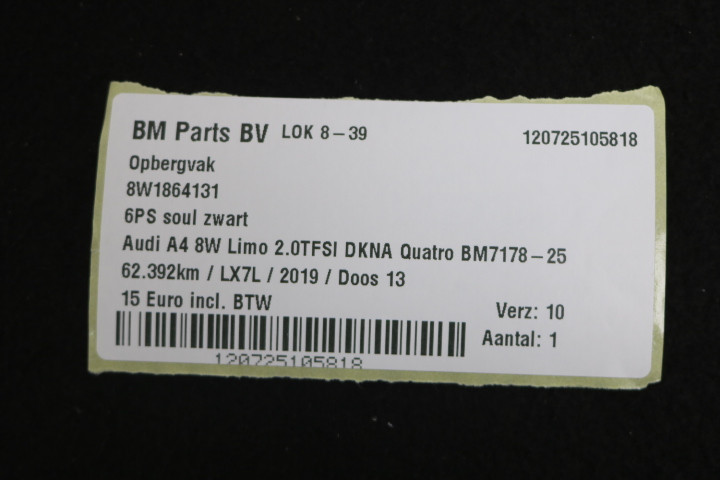 BM Parts BV LOK 8-39 120725105818
Opbergvak
8W1864131
6PS soul zwart
Audi A4 8W Limo 2.0TFSI DKNA Quatro BM7178-25
62.392km / LX7L / 2019 / Doos 13
15 Euro incl. BTW
Verz: 10
Aantal: 1
120725105818